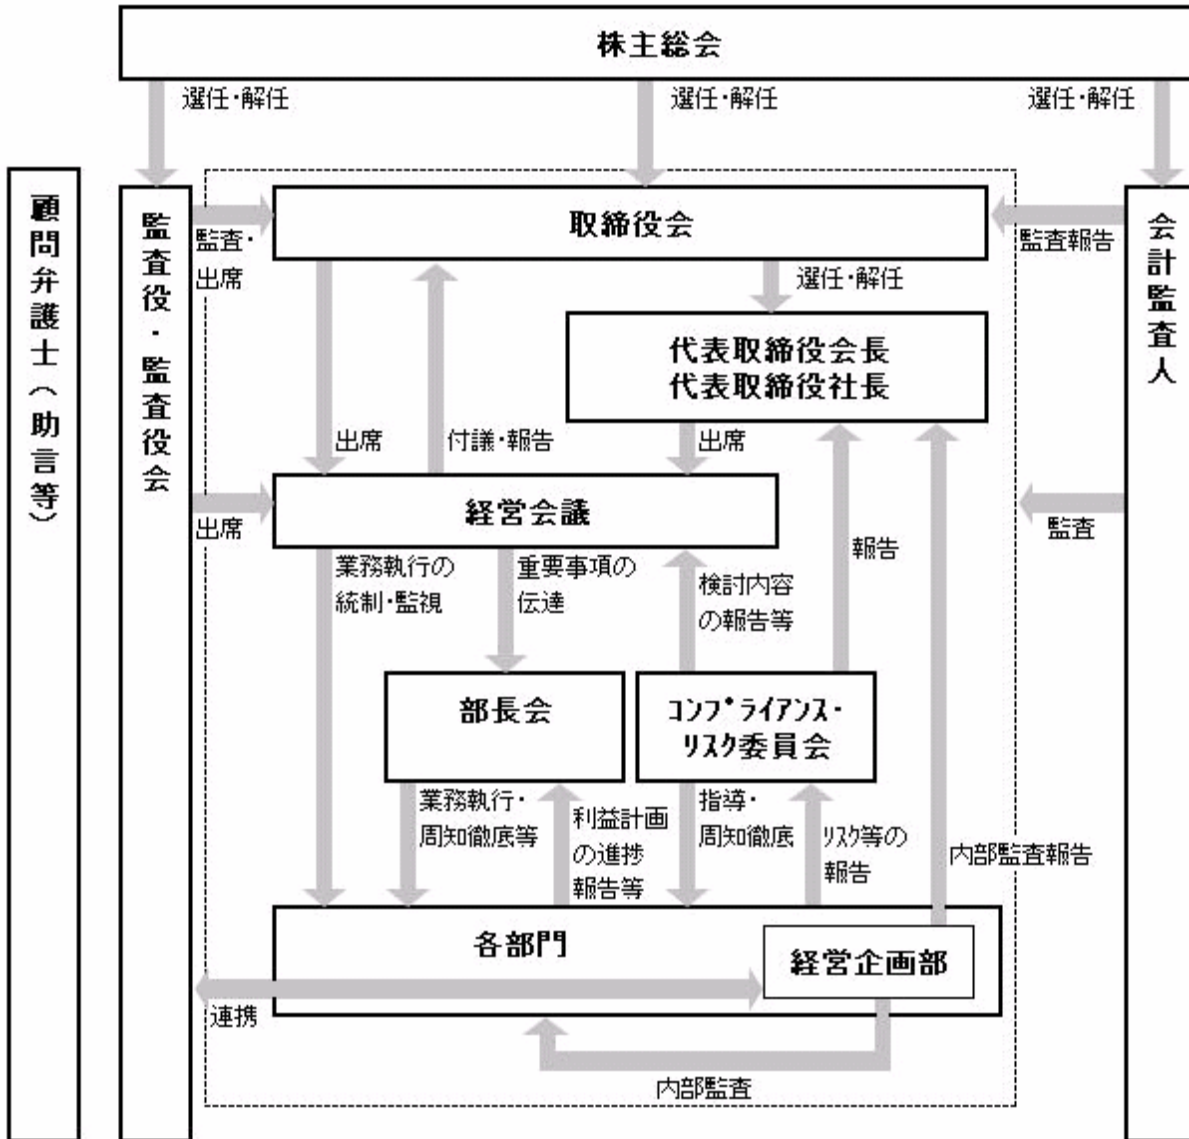 株主総会
選任・解任
選任・解任
選任・解任
顧問弁護士（助言等）
監査役・監査役会
会計監査人
監査・
出席
取締役会
監査報告
選任・解任
代表取締役会長
代表取締役社長
出席
付議・報告
出席
出席
経営会議
監査
報告
業務執行の
統制・監視
重要事項の
伝達
検討内容
の報告等
部長会
ｺﾝﾌﾟﾗｲｱﾝｽ・
ﾘｽｸ委員会
業務執行・
周知徹底等
利益計画
の進捗
報告等
指導・
周知徹底
ﾘｽｸ等の
報告
内部監査報告
各部門
経営企画部
連携
内部監査